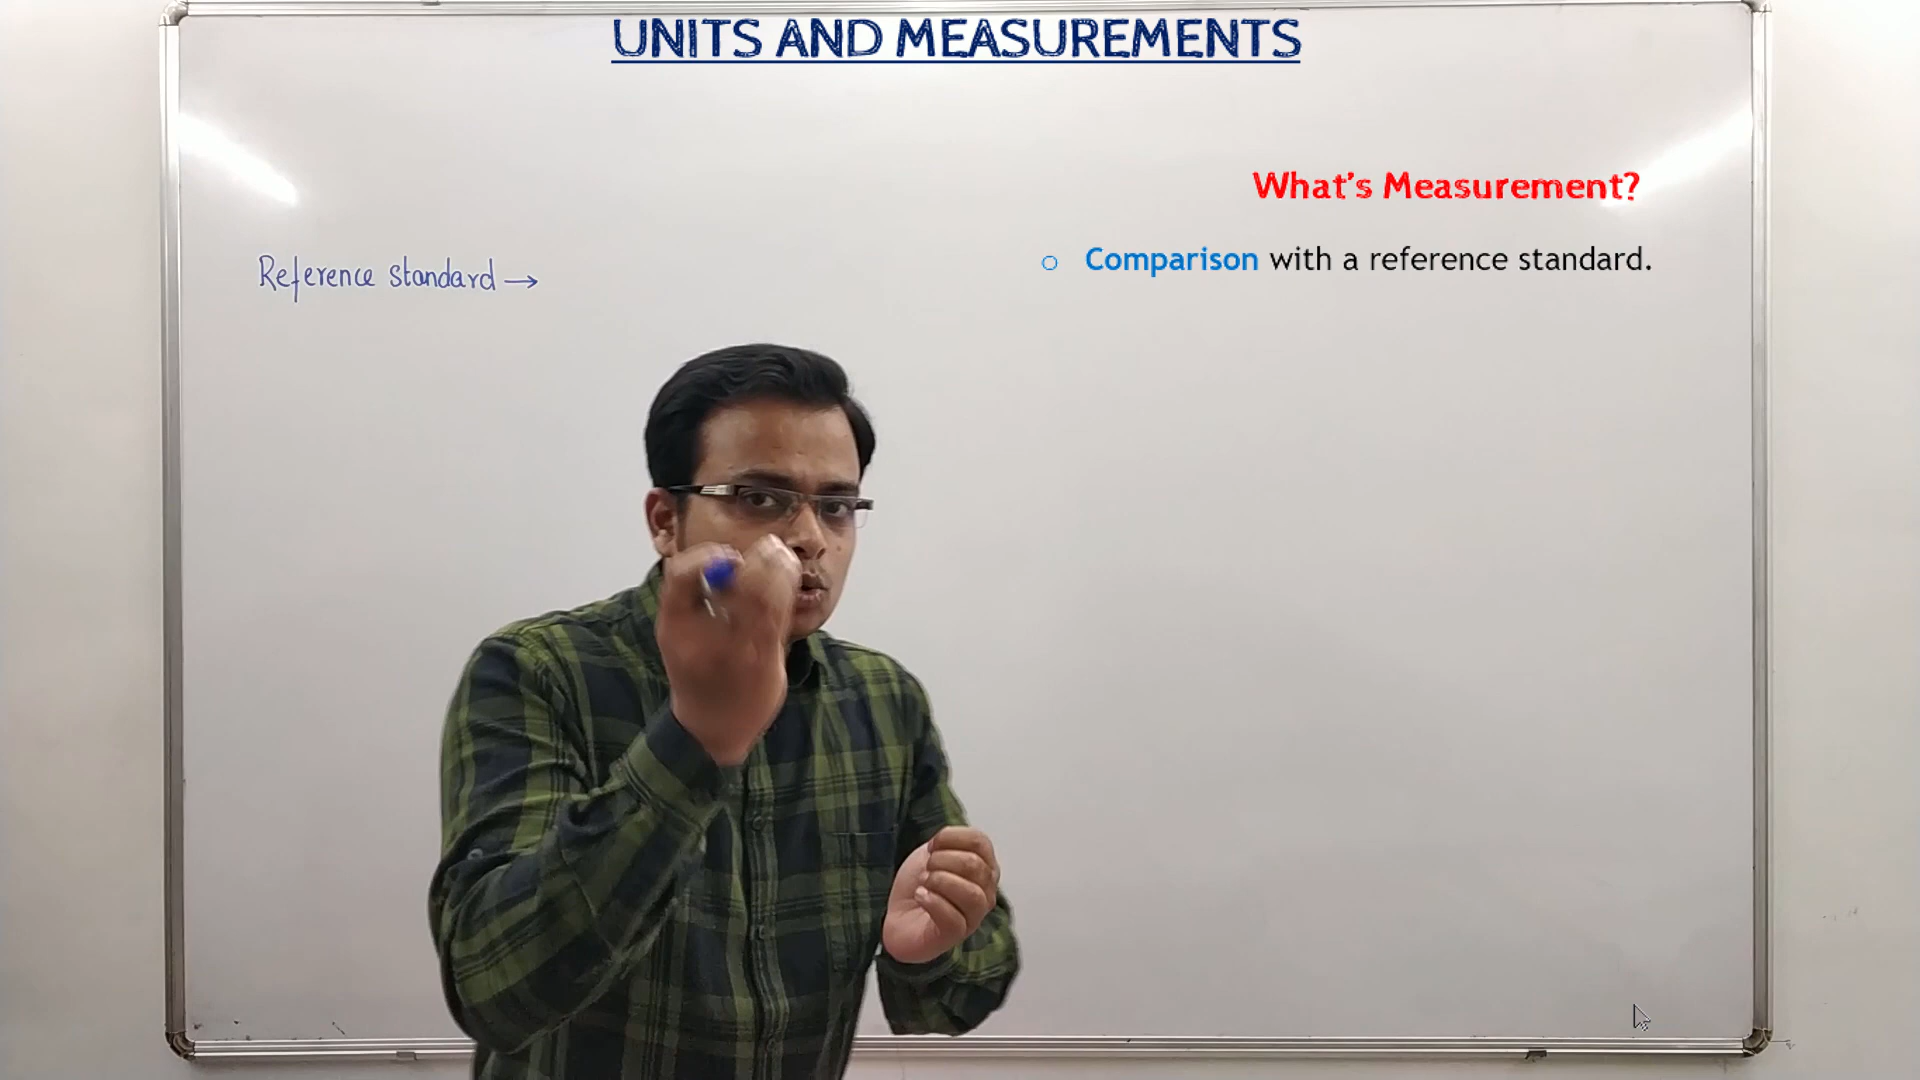 UNITS AND MEASUREMENTS
What's Measurement?
Comparison with a reference standard.
Reference standard →